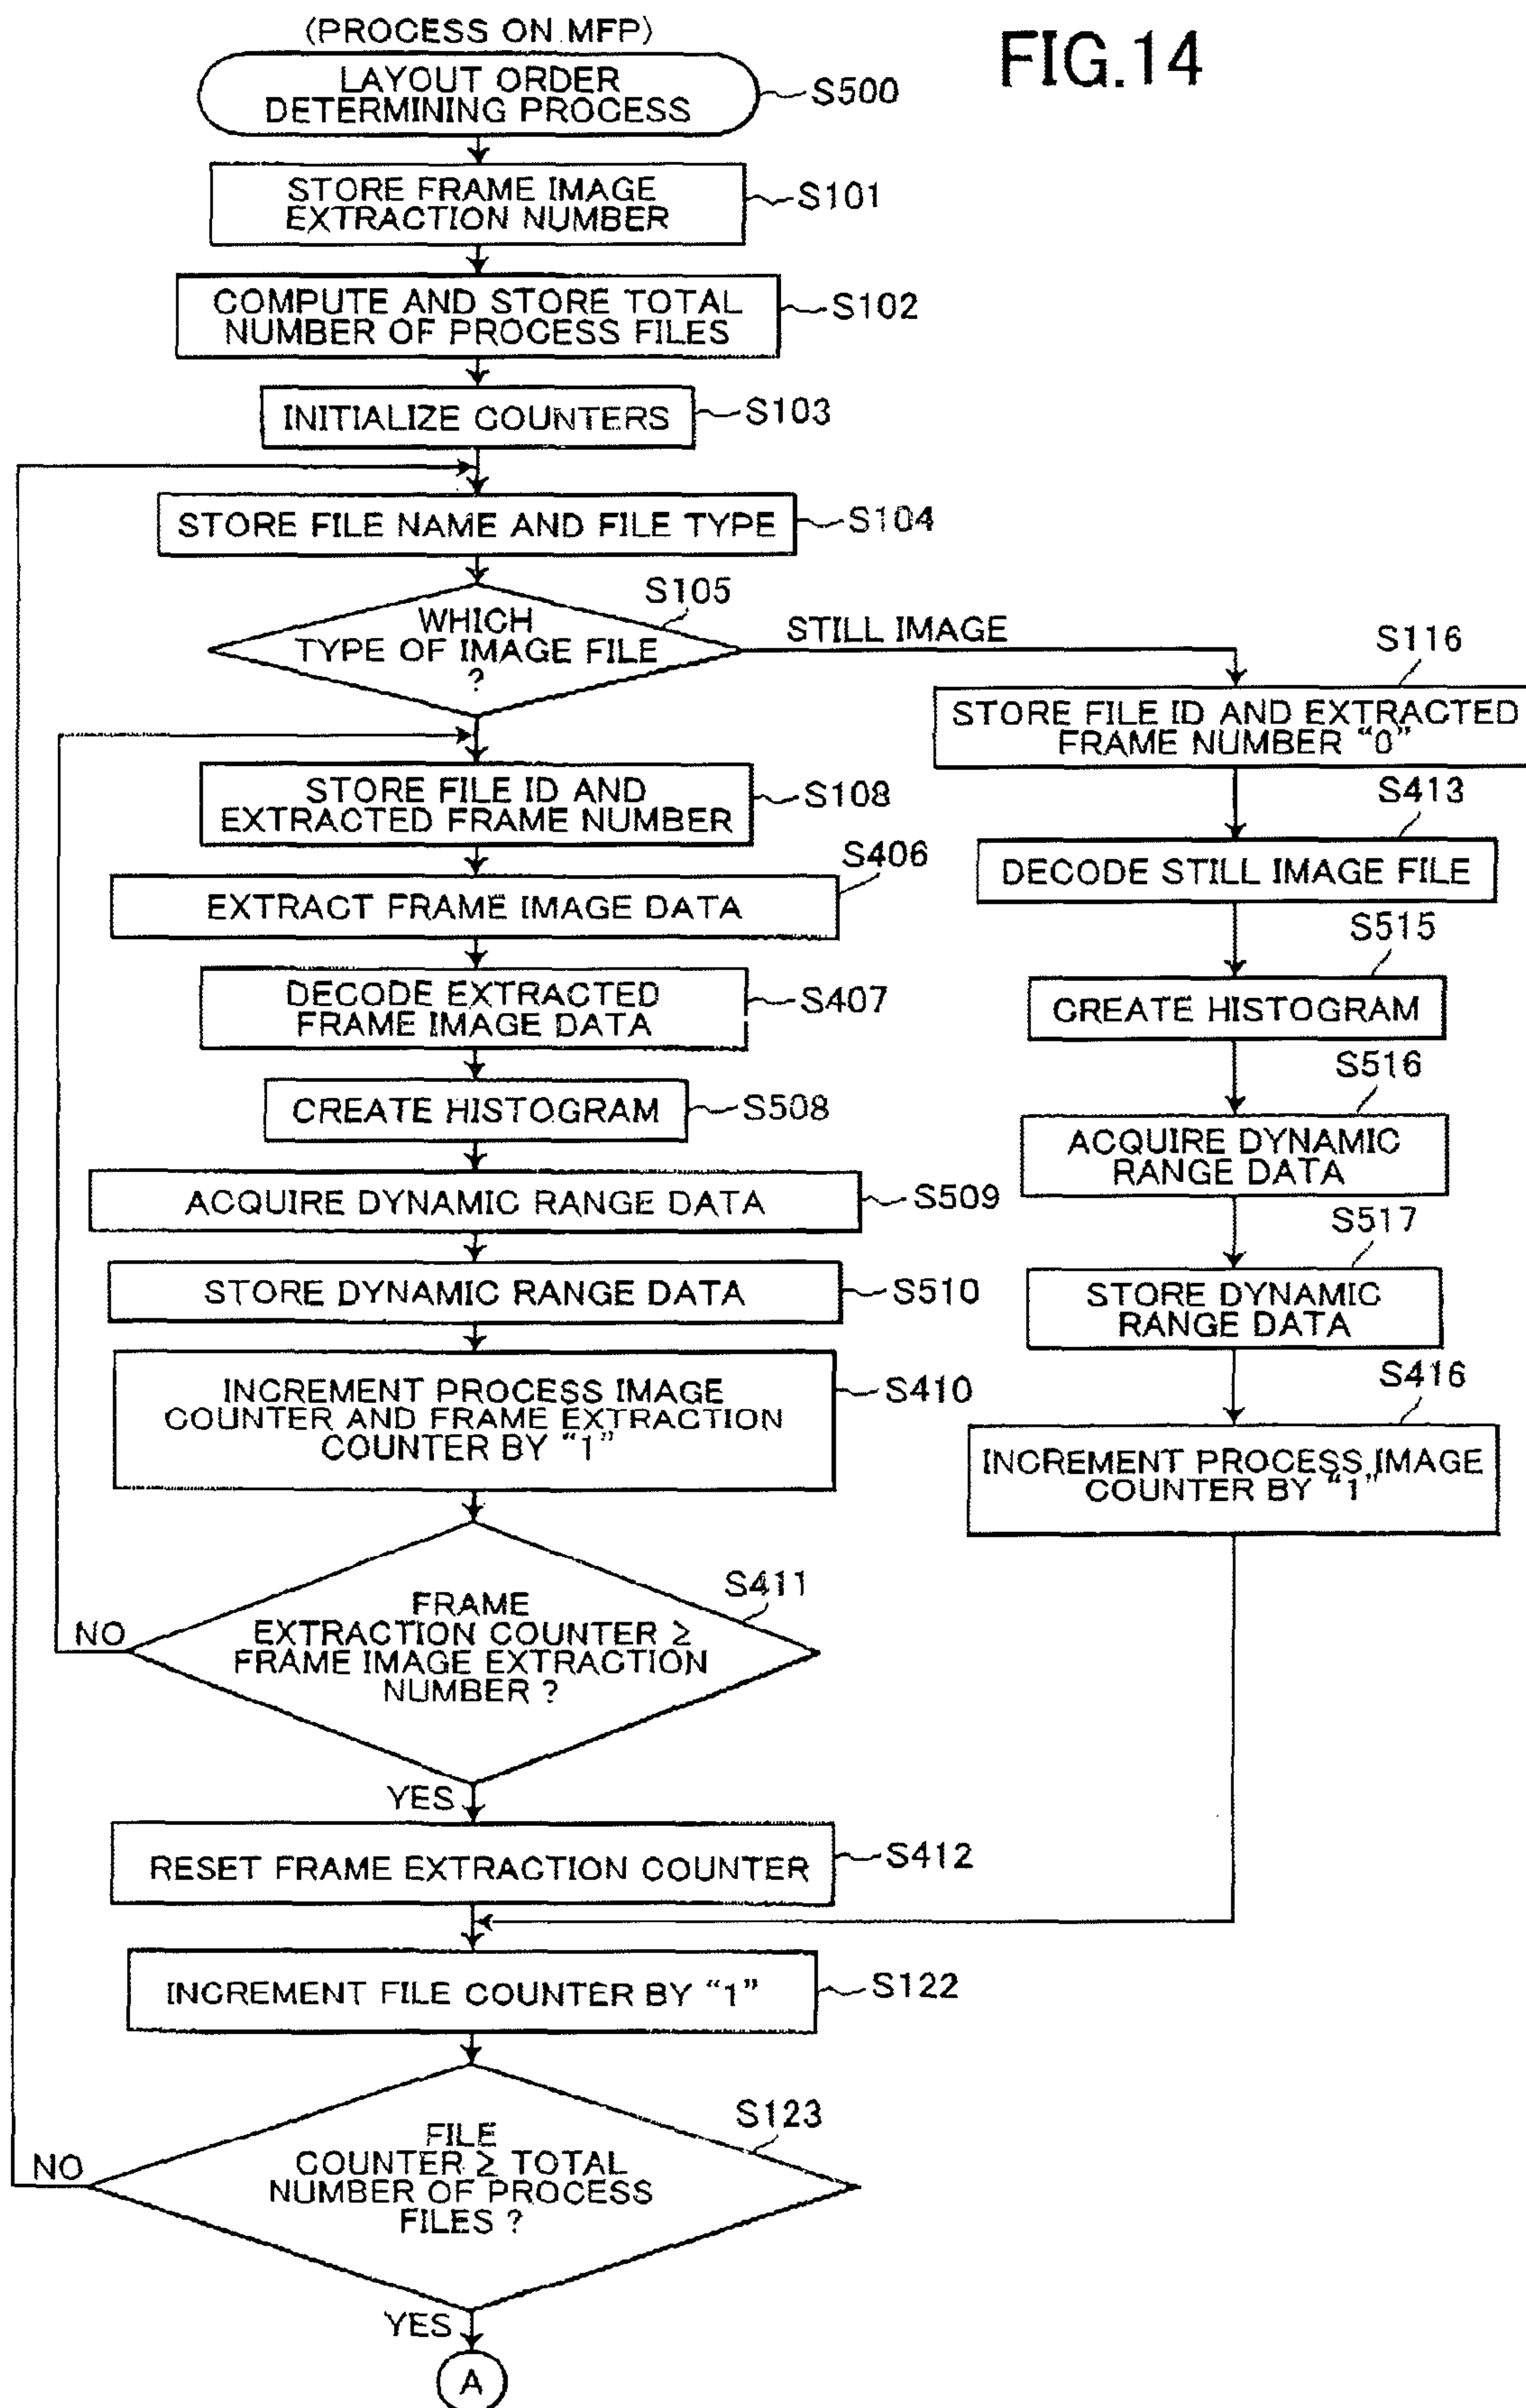 (PROCESS ON MFP)
FIG.14
LAYOUT ORDER
DETERMINING PROCESS
S500
STORE FRAME IMAGE
EXTRACTION NUMBER
S101
COMPUTE AND STORE TOTAL
NUMBER OF PROCESS FILES
S102
INITIALIZE COUNTERS
S103
STORE FILE NAME AND FILE TYPE
S104
S105
WHICH
TYPE OF IMAGE FILE
?
STILL IMAGE
S116
STORE FILE ID AND EXTRACTED
FRAME NUMBER "0"
STORE FILE ID AND
EXTRACTED FRAME NUMBER
S108
S413
DECODE STILL IMAGE FILE
S406
EXTRACT FRAME IMAGE DATA
S515
CREATE HISTOGRAM
DECODE EXTRACTED
FRAME IMAGE DATA
S407
S516
ACQUIRE DYNAMIC
RANGE DATA
CREATE HISTOGRAM
S508
ACQUIRE DYNAMIC RANGE DATA
S509
S517
STORE DYNAMIC
RANGE DATA
STORE DYNAMIC RANGE DATA
S510
S416
INCREMENT PROCESS IMAGE
COUNTER BY "1"
INCREMENT PROCESS IMAGE
COUNTER AND FRAME EXTRACTION
COUNTER BY "1"
S410
S411
FRAME
EXTRACTION COUNTER ≥
FRAME IMAGE EXTRACTION
NUMBER ?
NO
YES
RESET FRAME EXTRACTION COUNTER
S412
INCREMENT FILE COUNTER BY "1"
S122
S123
FILE
COUNTER ≥ TOTAL
NUMBER OF PROCESS
FILES ?
NO
YES
A